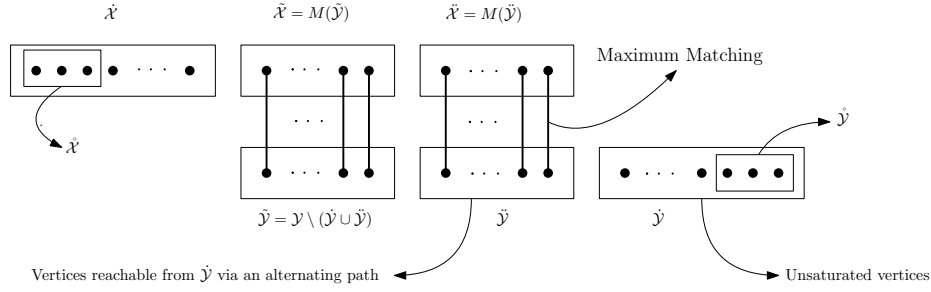 𝒳̇
𝒳̃ = M(𝒴̃)
𝒳̈ = M(𝒴̈)
Maximum Matching
𝒴̊
𝒳̊
𝒴̃ = 𝒴 \ (𝒴̇ ∪ 𝒴̈)
𝒴̈
𝒴̇
Vertices reachable from 𝒴̇ via an alternating path
Unsaturated vertices